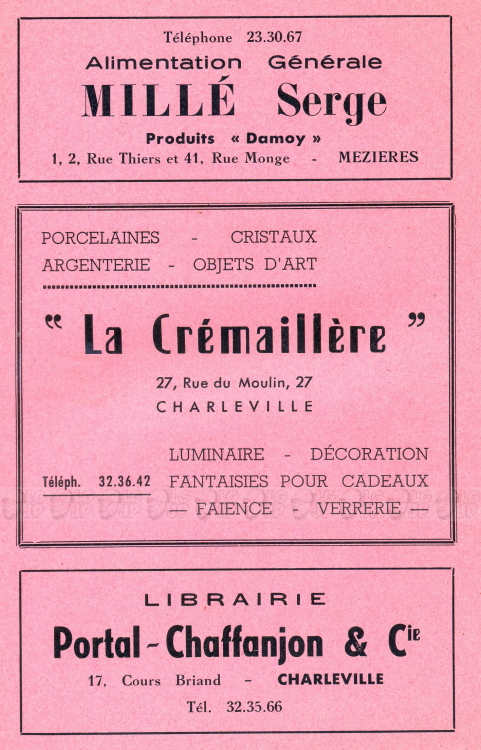 Téléphone 23.30.67
Alimentation Générale
MILLÉ Serge
Produits « Damoy »
1, 2, Rue Thiers et 41, Rue Monge - MEZIERES
PORCELAINES - CRISTAUX
ARGENTERIE - OBJETS D'ART
“ La Crémaillère ”
27, Rue du Moulin, 27
CHARLEVILLE
LUMINAIRE - DÉCORATION
Téléph. 32.36.42 FANTAISIES POUR CADEAUX
— FAIENCE - VERRERIE —
LIBRAIRIE
Portal - Chaffanjon & Cie
17, Cours Briand - CHARLEVILLE
Tél. 32.35.66